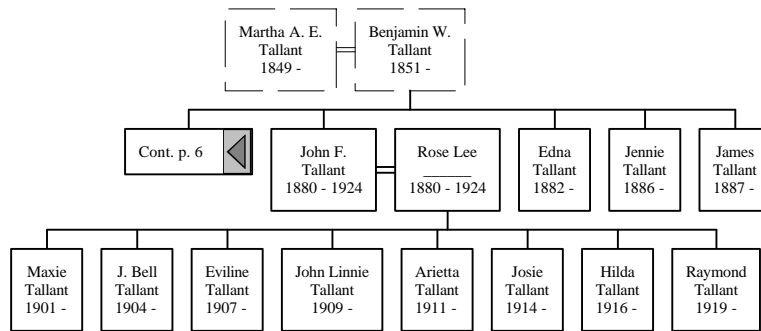 Martha A. E.
Tallant
1849 -
Benjamin W.
Tallant
1851 -
Cont. p. 6
John F.
Tallant
1880 - 1924
Rose Lee
______
1880 - 1924
Edna
Tallant
1882 -
Jennie
Tallant
1886 -
James
Tallant
1887 -
Maxie
Tallant
1901 -
J. Bell
Tallant
1904 -
Eviline
Tallant
1907 -
John Linnie
Tallant
1909 -
Arietta
Tallant
1911 -
Josie
Tallant
1914 -
Hilda
Tallant
1916 -
Raymond
Tallant
1919 -